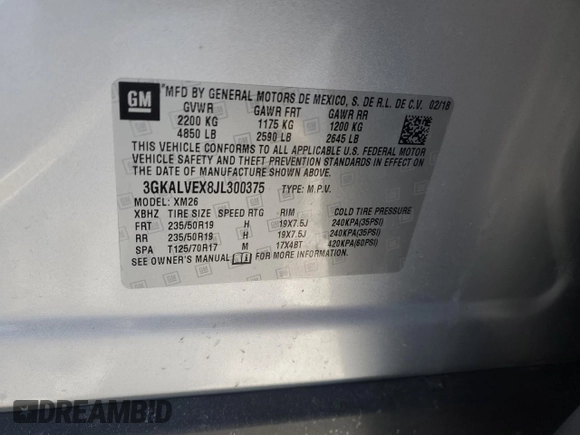 GM
*MFD BY GENERAL MOTORS DE MEXICO, S. DE R.L. DE C.V. 02/18
GVWR GAWR FRT GAWR RR
2200 KG 1175 KG 1200 KG
4850 LB 2590 LB 2645 LB
THIS VEHICLE CONFORMS TO ALL APPLICABLE U.S. FEDERAL MOTOR
VEHICLE SAFETY AND THEFT PREVENTION STANDARDS IN EFFECT ON
THE DATE OF MANUFACTURE SHOWN ABOVE.
3GKALVEX8JL300375 TYPE: M.P.V.
MODEL: XM26
XBHZ TIRE SIZE SPEED RTG RIM COLD TIRE PRESSURE
FRT 235/50R19 H 19X7.5J 240KPA(35PSI)
RR 235/50R19 H 19X7.5J 240KPA(35PSI)
SPA T125/70R17 M 17X4BT 420KPA(60PSI)
SEE OWNER'S MANUAL FOR MORE INFORMATION.
DREAMBID